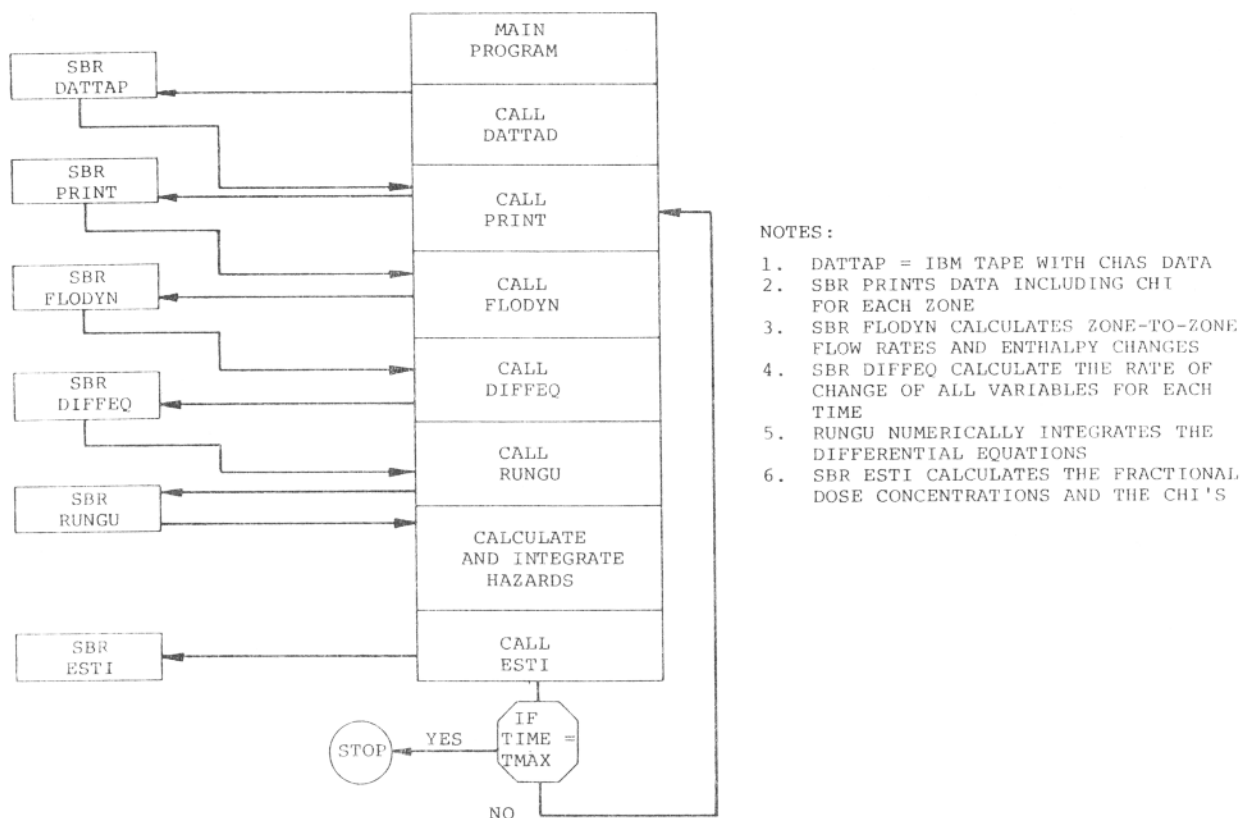 MAIN
PROGRAM
SBR
DATTAP
CALL
DATTAD
SBR
PRINT
CALL
PRINT
SBR
FLODYN
CALL
FLODYN
SBR
DIFFEQ
CALL
DIFFEQ
CALL
RUNGU
SBR
RUNGU
CALCULATE
AND INTEGRATE
HAZARDS
SBR
ESTI
CALL
ESTI
IF
TIME =
TMAX
YES
STOP
NO
NOTES:
1. DATTAP = IBM TAPE WITH CHAS DATA
2. SBR PRINTS DATA INCLUDING CHI
FOR EACH ZONE
3. SBR FLODYN CALCULATES ZONE-TO-ZONE
FLOW RATES AND ENTHALPY CHANGES
4. SBR DIFFEQ CALCULATE THE RATE OF
CHANGE OF ALL VARIABLES FOR EACH
TIME
5. RUNGU NUMERICALLY INTEGRATES THE
DIFFERENTIAL EQUATIONS
6. SBR ESTI CALCULATES THE FRACTIONAL
DOSE CONCENTRATIONS AND THE CHI'S